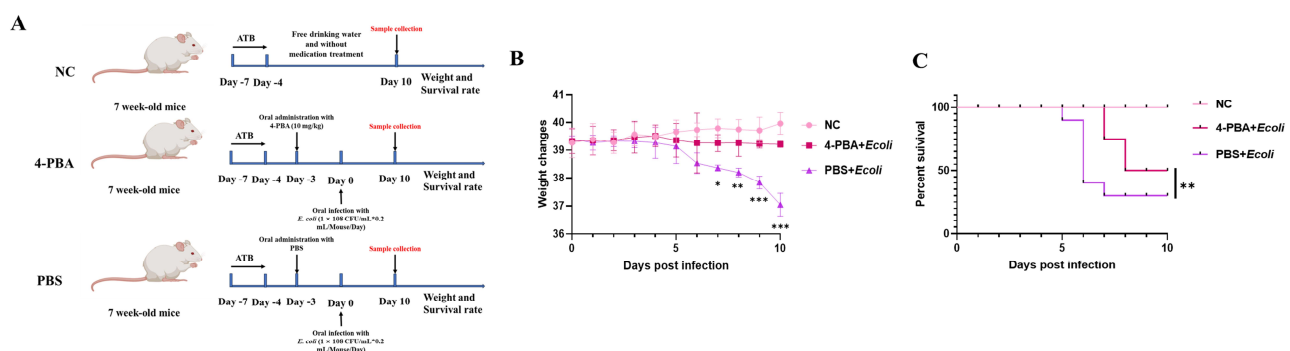 A
NC
7 week-old mice
ATB
Free drinking water
and without
medication treatment
Sample collection
Day -7 Day -4
Day 10
Weight and
Survival rate
4-PBA
7 week-old mice
ATB
Oral administration with
4-PBA (10 mg/kg)
Sample collection
Day -7 Day -4 Day -3 Day 0 Day 10
Weight and
Survival rate
Oral infection with
E. coli (1 × 108 CFU/mL*0.2
mL/Mouse/Day)
PBS
7 week-old mice
ATB
Oral administration with
PBS
Sample collection
Day -7 Day -4 Day -3 Day 0 Day 10
Weight and
Survival rate
Oral infection with
E. coli (1 × 108 CFU/mL*0.2
mL/Mouse/Day)
B
Weight changes
41
40
39
38
37
36
0 5 10
Days post infection
* ** *** ***
NC
4-PBA+Ecoli
PBS+Ecoli
C
Percent suivival
100
50
0
0 5 10
Days post infection
**
NC
4-PBA+Ecoli
PBS+Ecoli